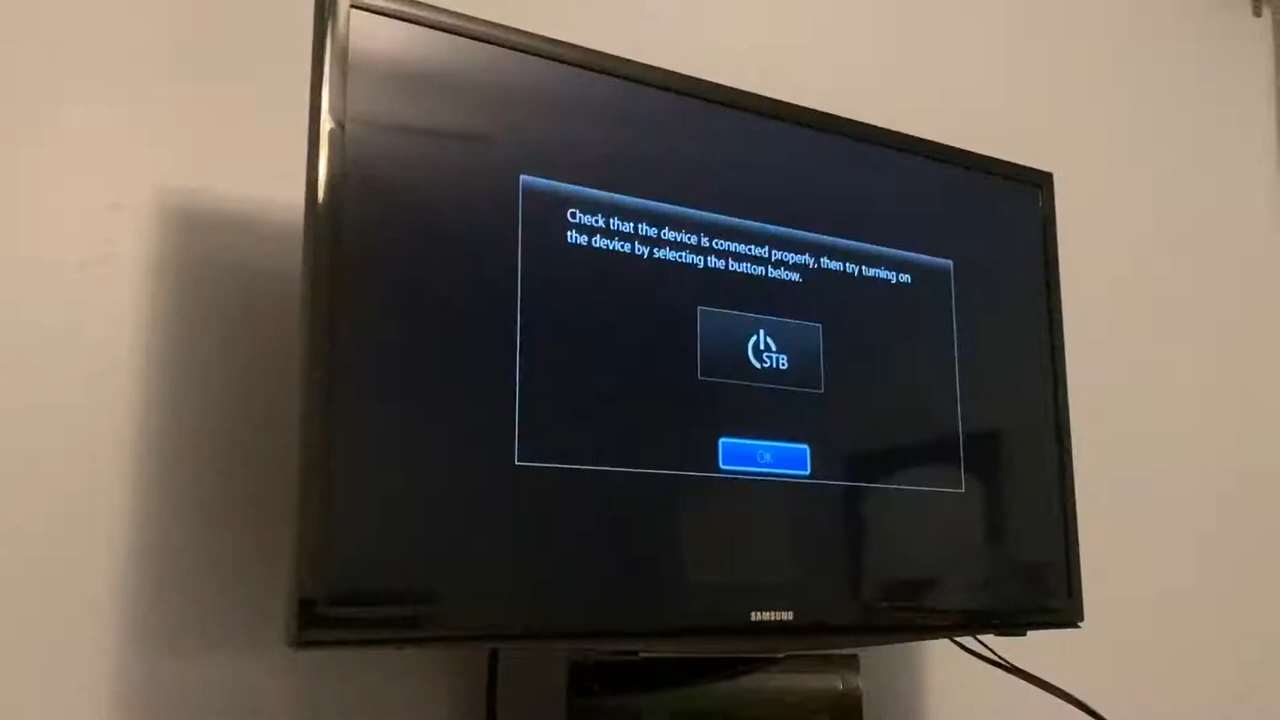 Check that the device is connected properly, then try turning on
the device by selecting the button below.
STB
OK
SAMSUNG